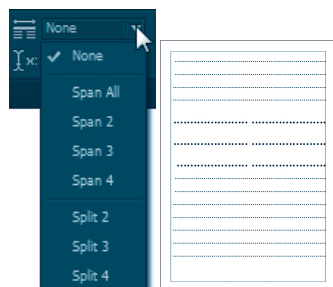 None
x:
None
Span All
Span 2
Span 3
Span 4
Split 2
Split 3
Split 4